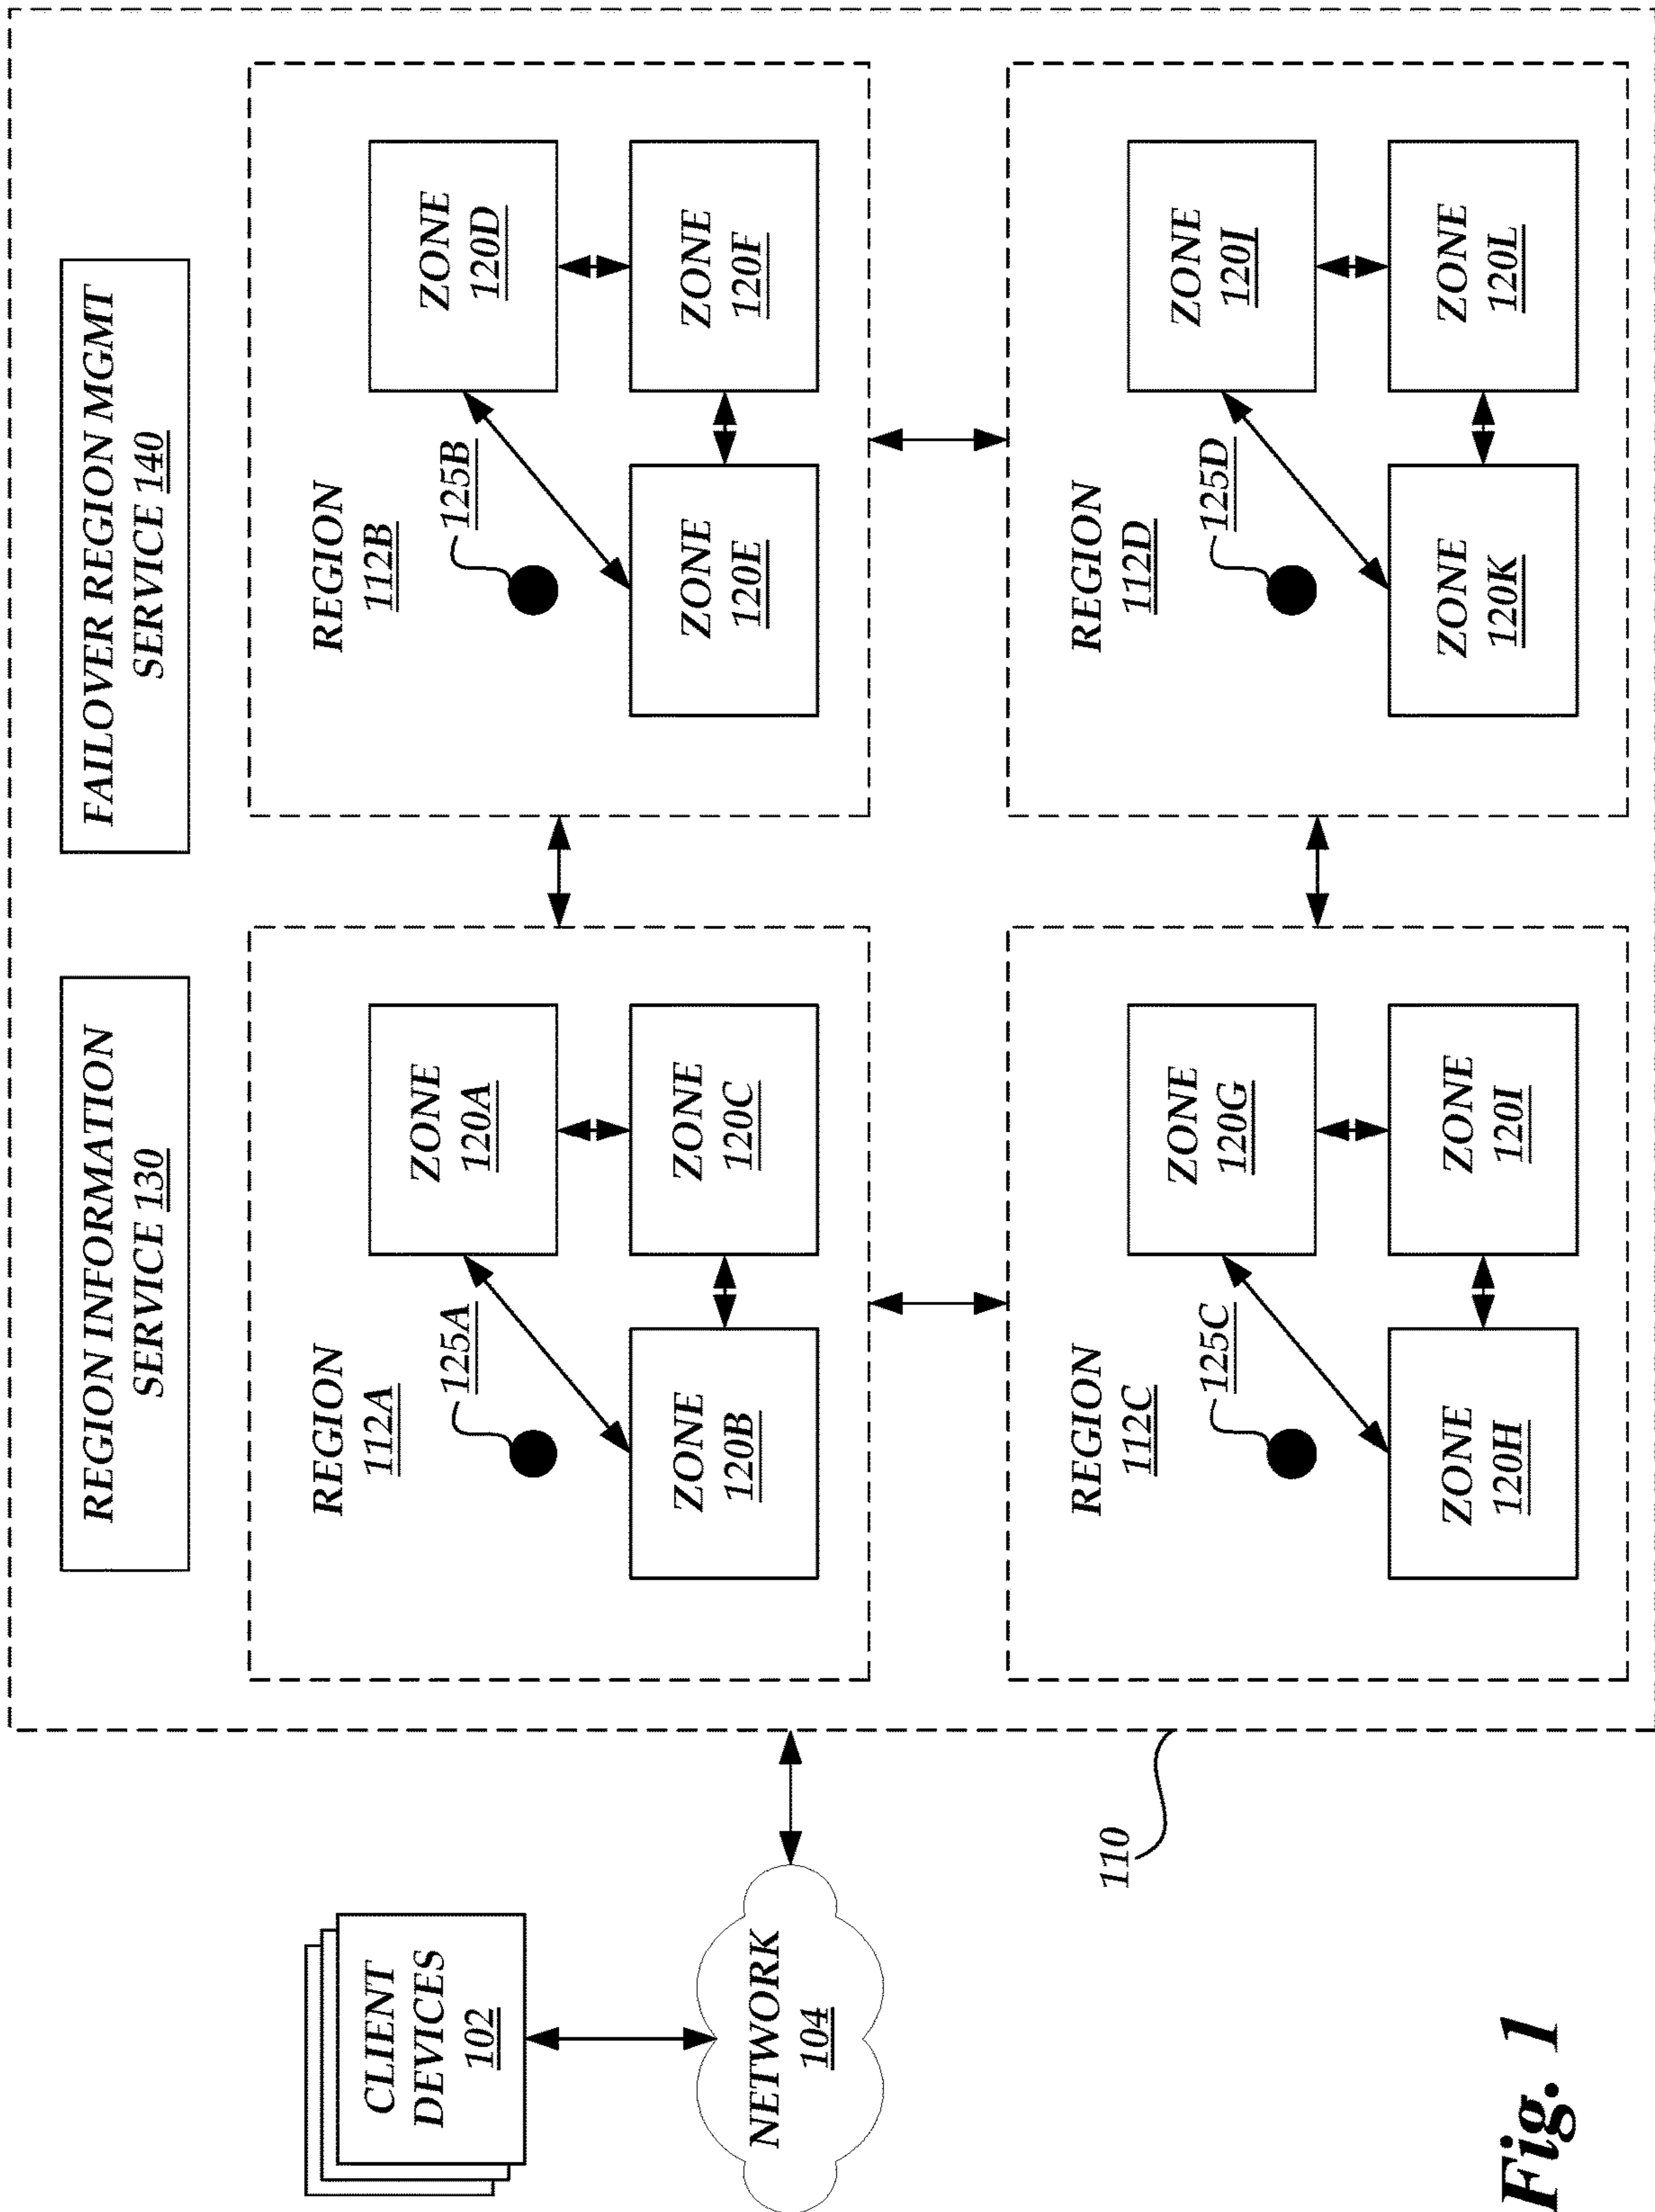 REGION INFORMATION
SERVICE 130
FAILOVER REGION MGMT
SERVICE 140
CLIENT
DEVICES
102
NETWORK
104
110
REGION
112A
125A
ZONE
120A
ZONE
120B
ZONE
120C
REGION
112B
125B
ZONE
120D
ZONE
120E
ZONE
120F
REGION
112C
125C
ZONE
120G
ZONE
120H
ZONE
120I
REGION
112D
125D
ZONE
120J
ZONE
120K
ZONE
120L
Fig. 1